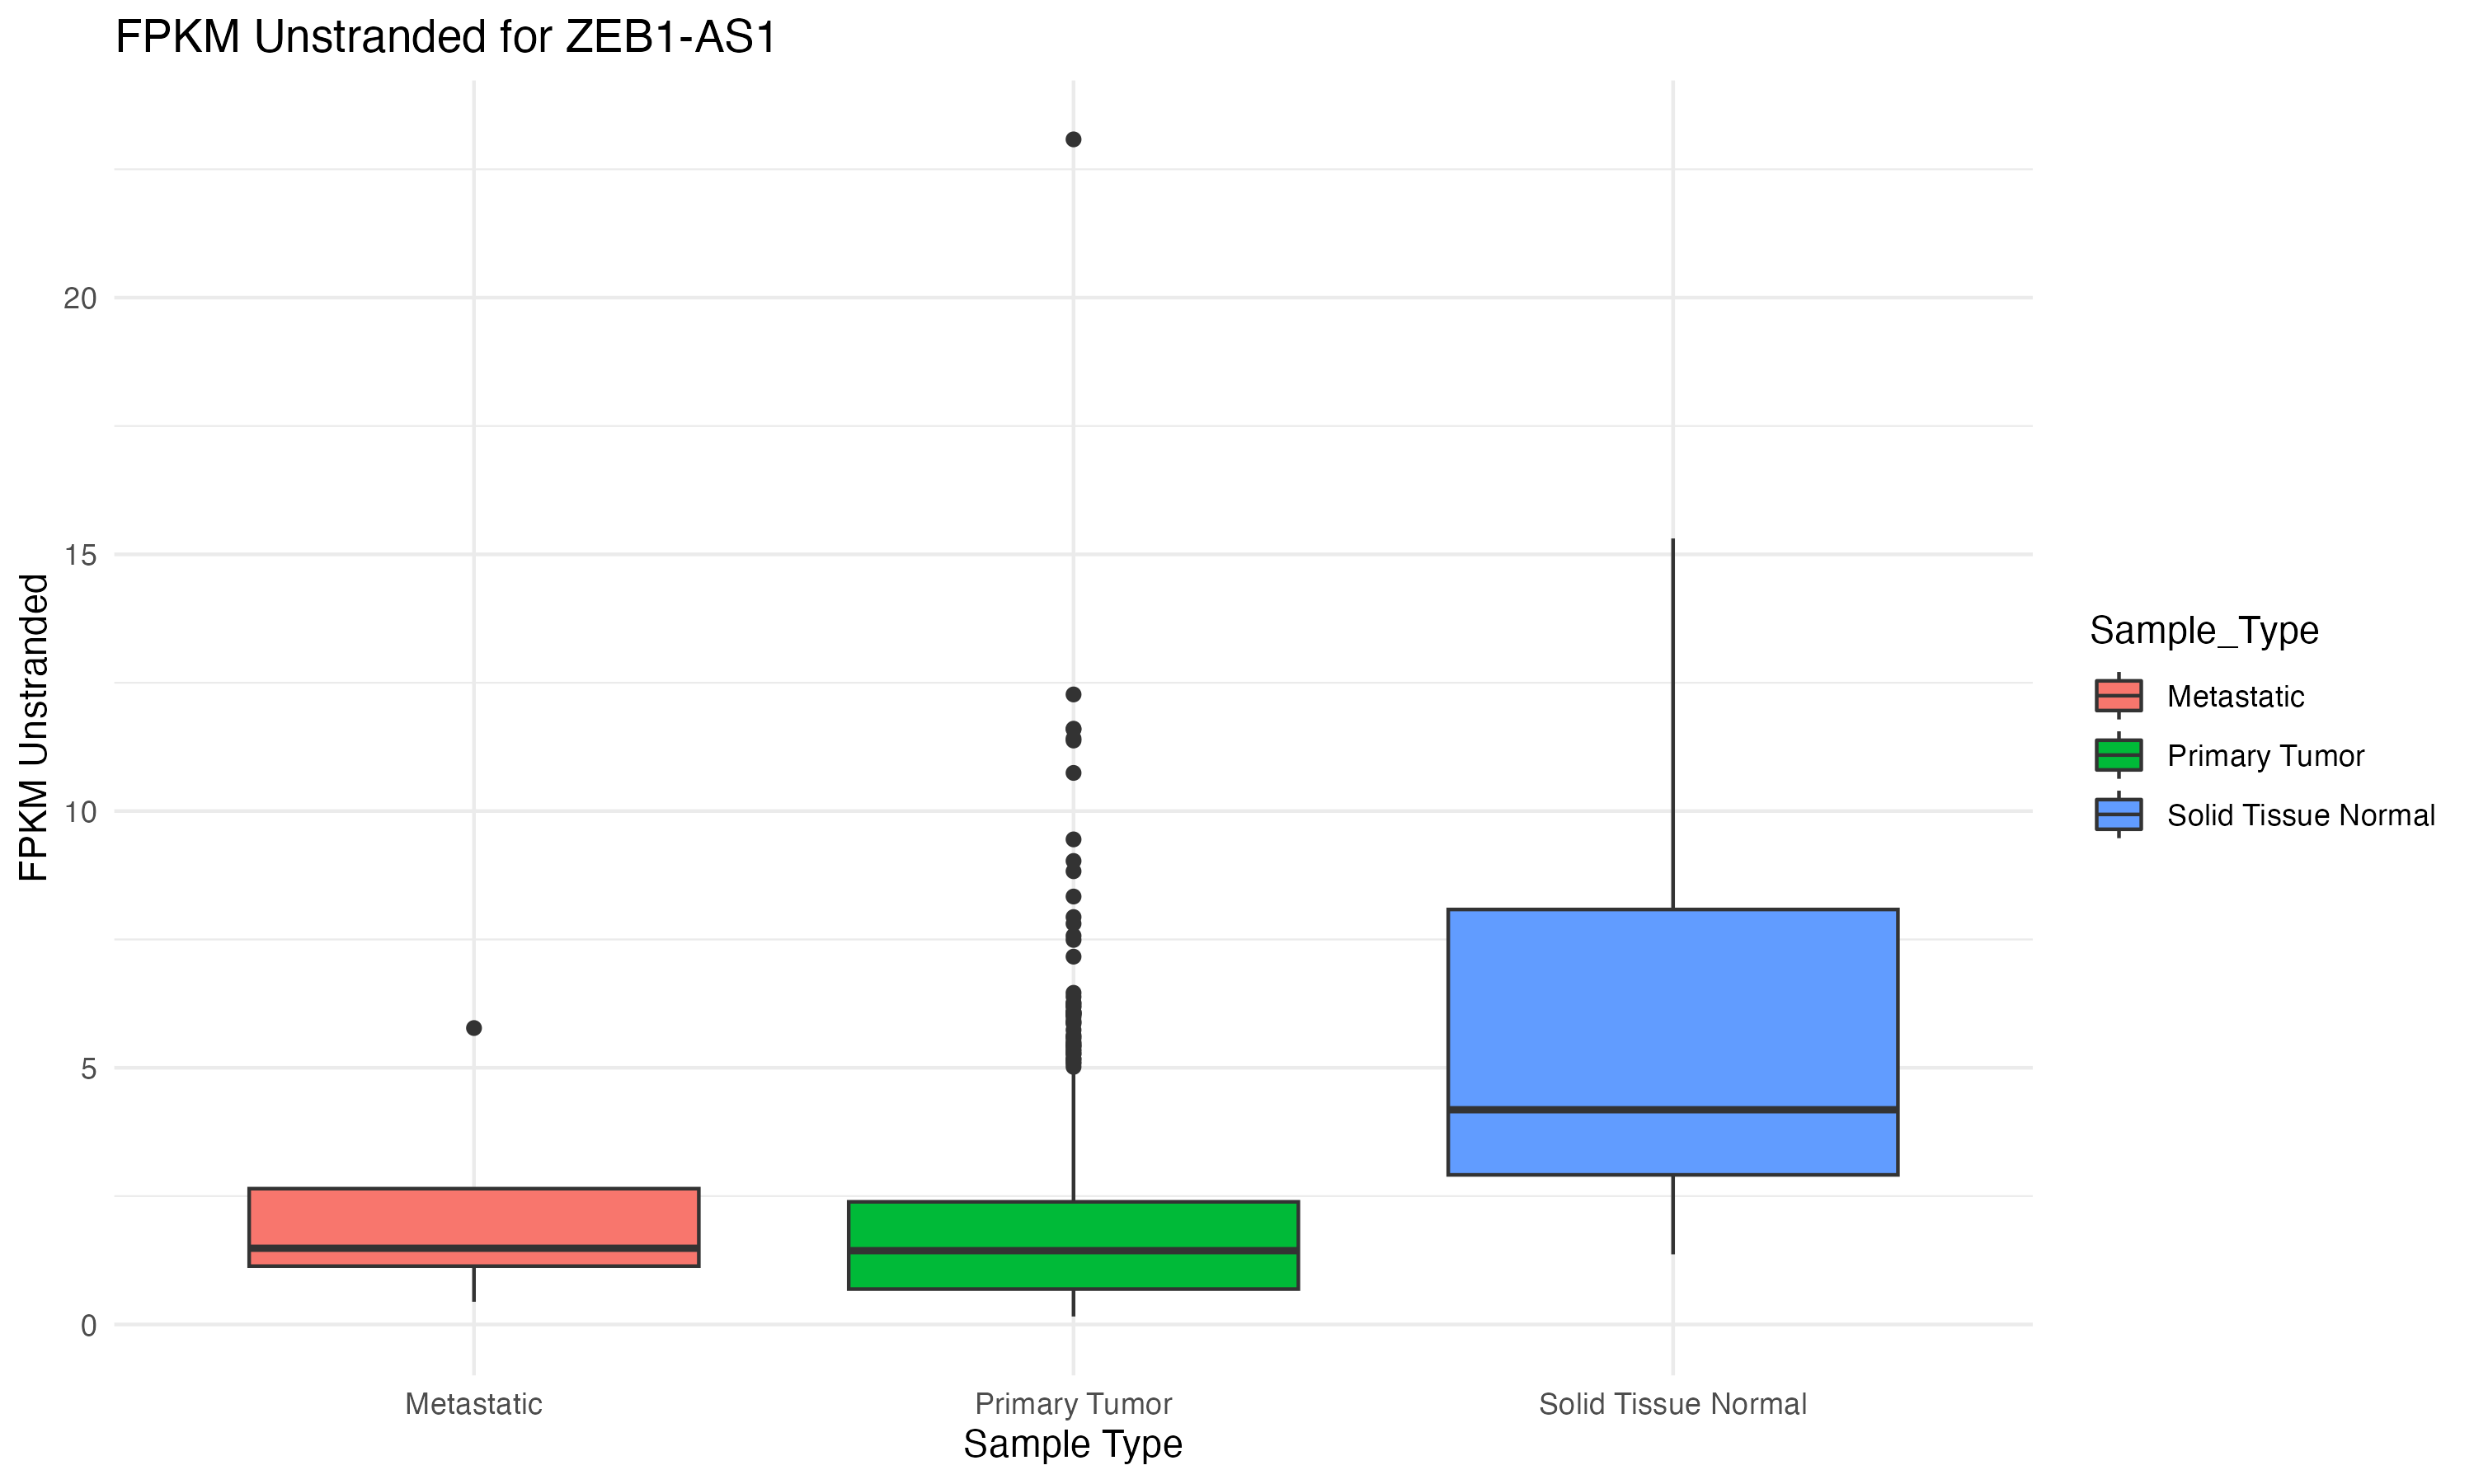 FPKM Unstranded for ZEB1-AS1
FPKM Unstranded
20
15
10
5
0
Metastatic
Primary Tumor
Solid Tissue Normal
Sample Type
Sample_Type
Metastatic
Primary Tumor
Solid Tissue Normal